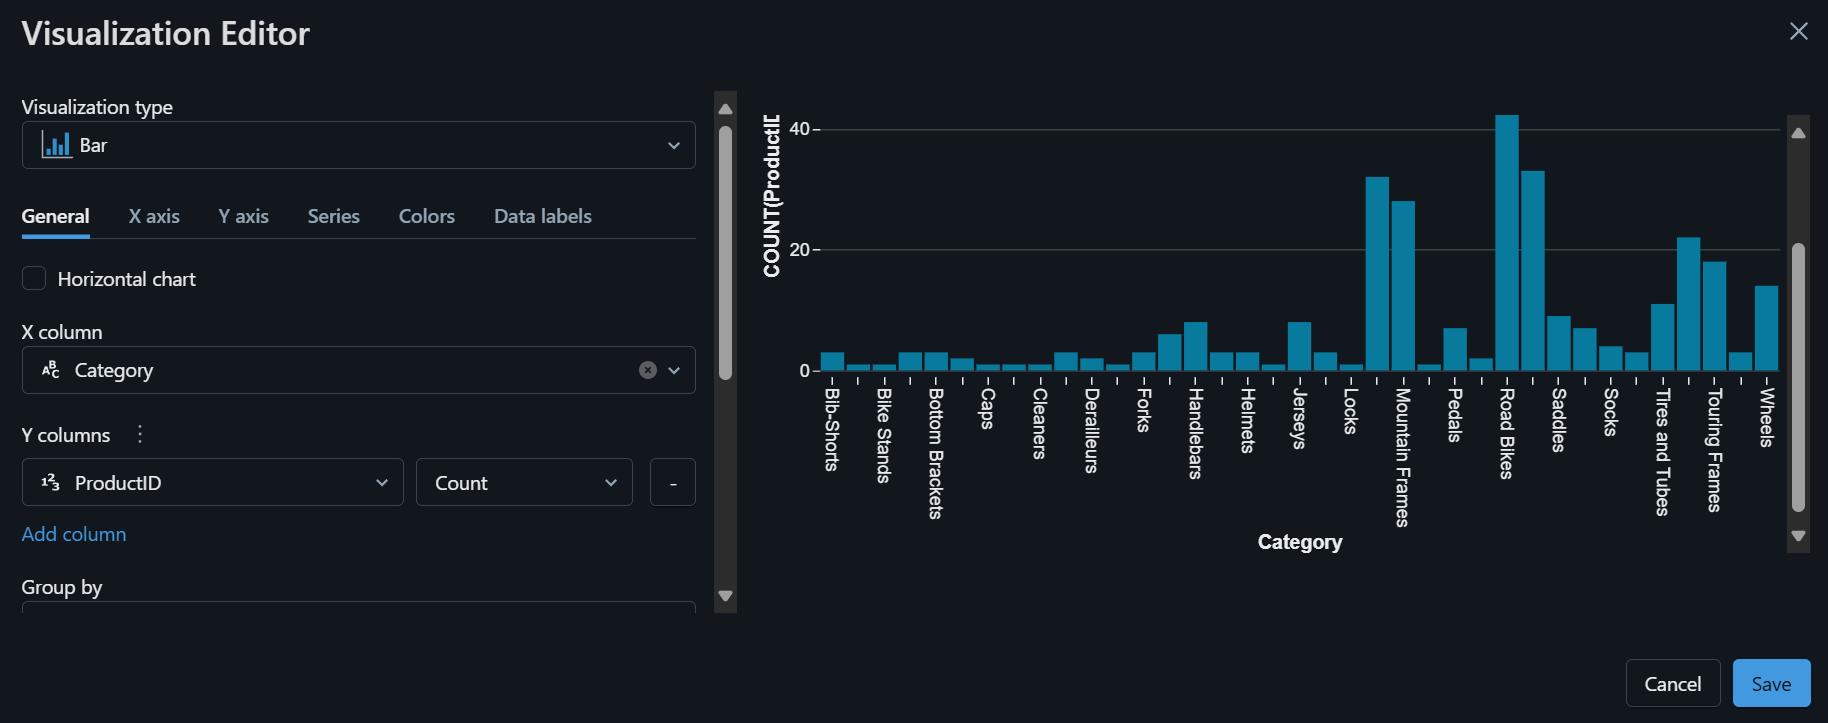 Visualization Editor
Visualization type
Bar
General X axis Y axis Series Colors Data labels
Horizontal chart
X column
ABC Category
Y columns
123 ProductID Count -
Add column
Group by
COUNT(ProductID
40
20
0
Bib-Shorts
Bike Stands
Bottom Brackets
Caps
Cleaners
Derailleurs
Forks
Handlebars
Helmets
Jerseys
Locks
Mountain Frames
Pedals
Road Bikes
Saddles
Socks
Tires and Tubes
Touring Frames
Wheels
Category
Cancel Save